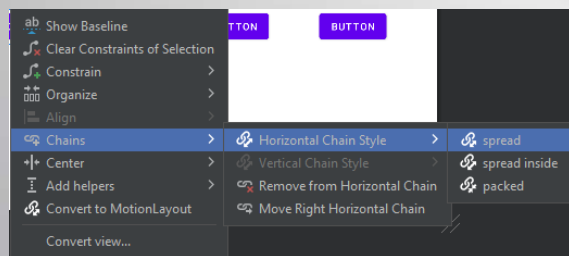 Show Baseline
Clear Constraints of Selection
Constrain
Organize
Align
Chains
Center
Add helpers
Convert to MotionLayout
Convert view...
TTON
BUTTON
Horizontal Chain Style
Vertical Chain Style
Remove from Horizontal Chain
Move Right Horizontal Chain
spread
spread inside
packed